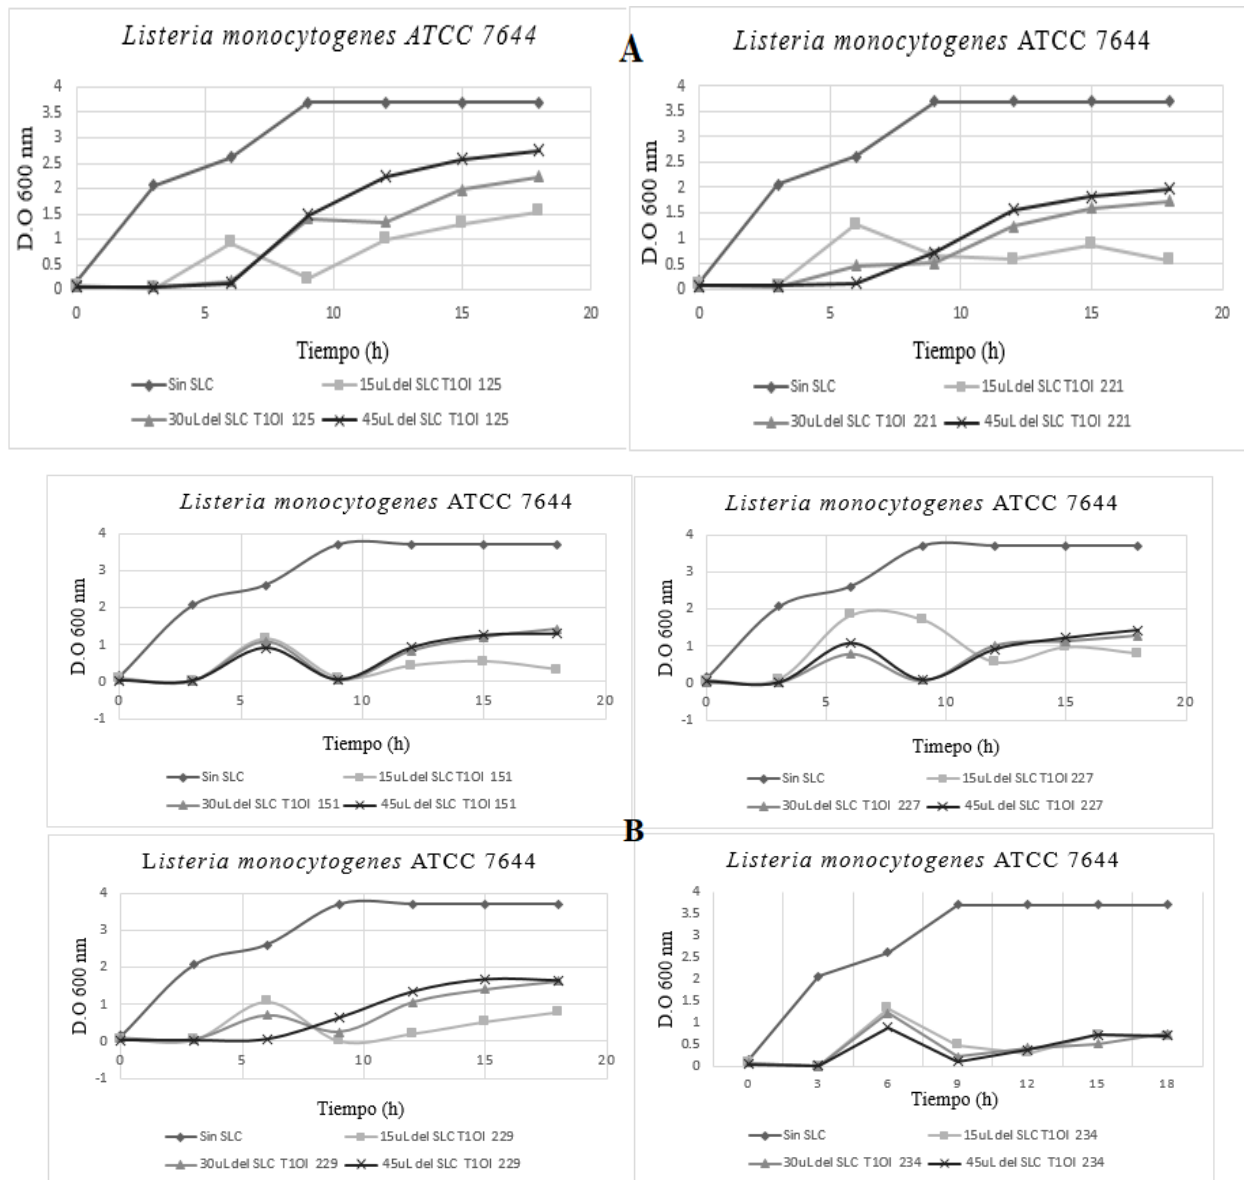 Listeria monocytogenes ATCC 7644
A
D.O 600 nm
4
3.5
3
2.5
2
1.5
1
0.5
0
0
5
10
15
20
Tiempo (h)
Sin SLC
15uL del SLC T1OI 125
30uL del SLC T1OI 125
45uL del SLC T1OI 125
Listeria monocytogenes ATCC 7644
D.O 600 nm
4
3.5
3
2.5
2
1.5
1
0.5
0
0
5
10
15
20
Tiempo (h)
Sin SLC
15uL del SLC T1OI 221
30uL del SLC T1OI 221
45uL del SLC T1OI 221
Listeria monocytogenes ATCC 7644
D.O 600 nm
4
3
2
1
0
-1
0
5
10
15
20
Tiempo (h)
Sin SLC
15uL del SLC T1OI 151
30uL del SLC T1OI 151
45uL del SLC T1OI 151
Listeria monocytogenes ATCC 7644
D.O 600 nm
4
3
2
1
0
-1
0
5
10
15
20
Timepo (h)
Sin SLC
15uL del SLC T1OI 227
30uL del SLC T1OI 227
45uL del SLC T1OI 227
B
Listeria monocytogenes ATCC 7644
D.O 600 nm
4
3
2
1
0
-1
0
5
10
15
20
Tiempo (h)
Sin SLC
15uL del SLC T1OI 229
30uL del SLC T1OI 229
45uL del SLC T1OI 229
Listeria monocytogenes ATCC 7644
D.O 600 nm
4
3.5
3
2.5
2
1.5
1
0.5
0
0
3
6
9
12
15
18
Tiempo (h)
Sin SLC
15uL del SLC T1OI 234
30uL del SLC T1OI 234
45uL del SLC T1OI 234